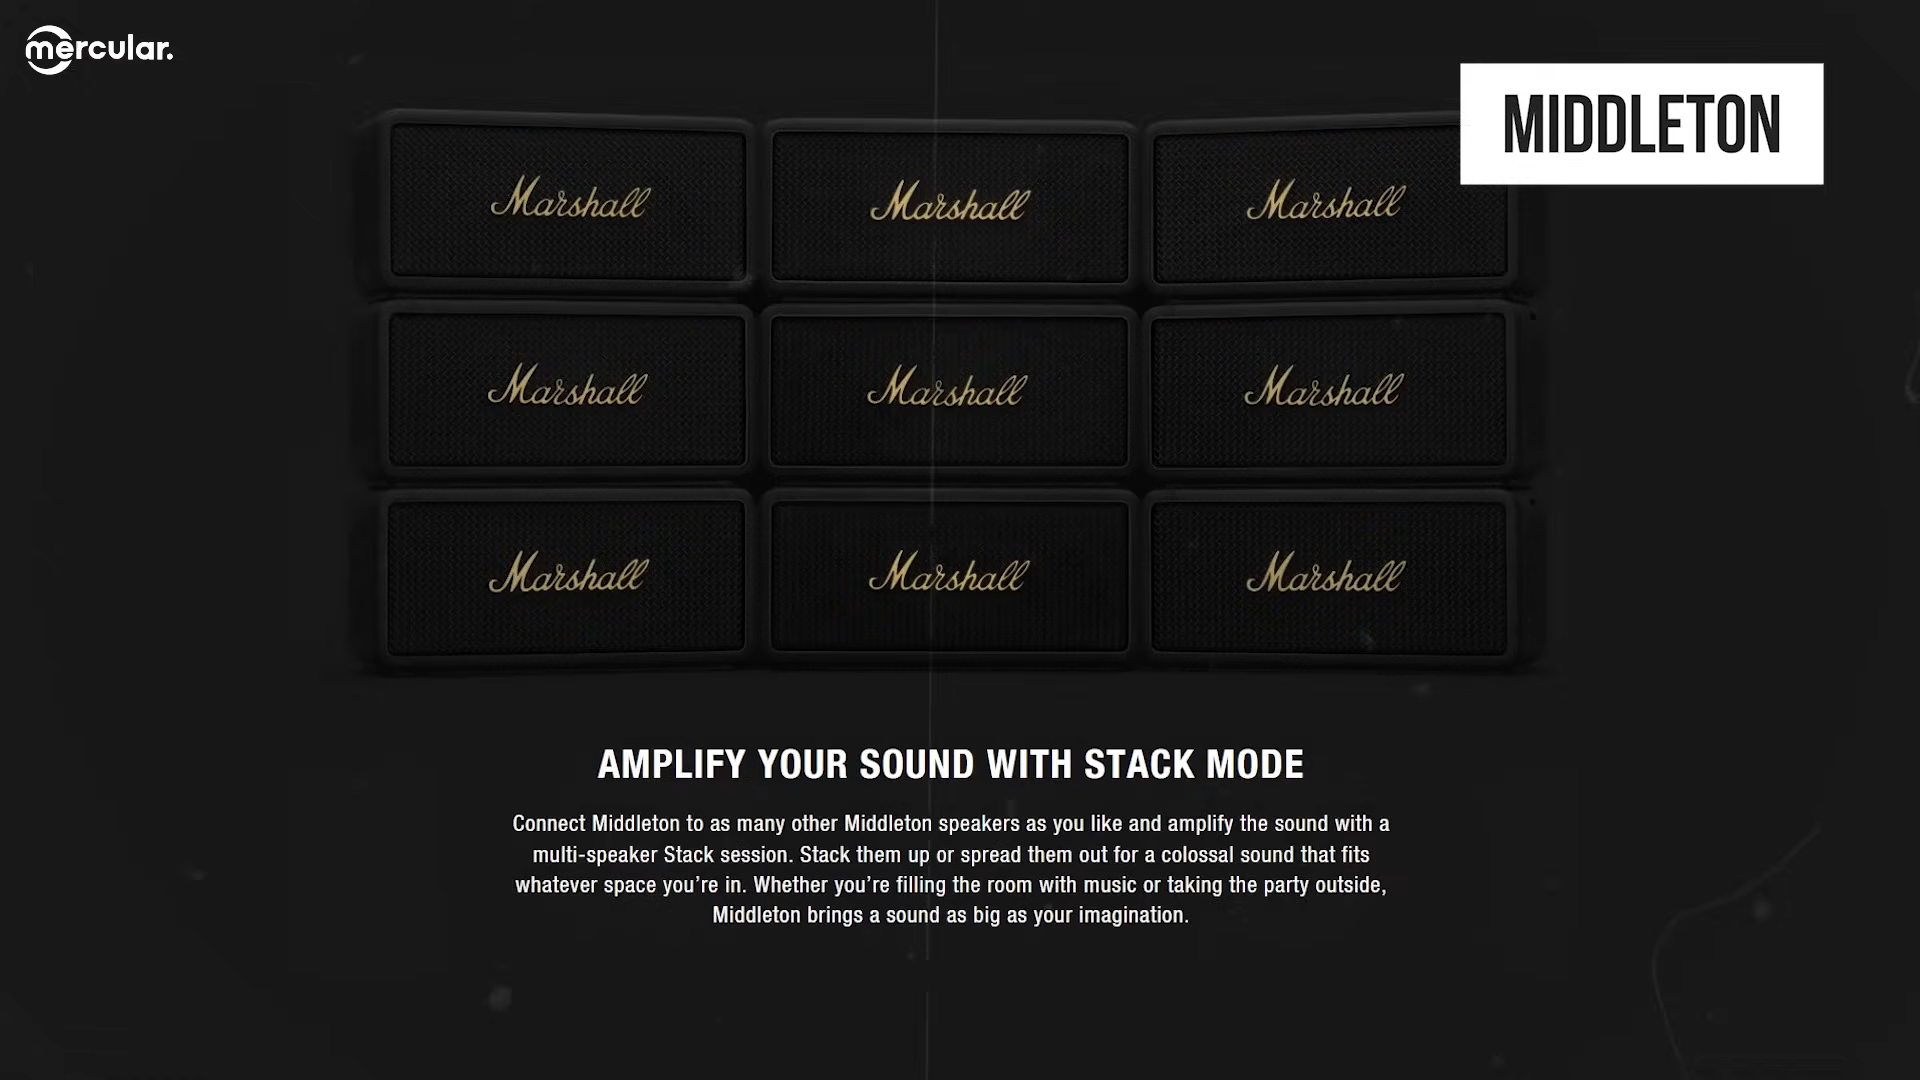 mercular.
MIDDLETON
Marshall Marshall Marshall
Marshall Marshall Marshall
Marshall Marshall Marshall
AMPLIFY YOUR SOUND WITH STACK MODE
Connect Middleton to as many other Middleton speakers as you like and amplify the sound with a
multi-speaker Stack session. Stack them up or spread them out for a colossal sound that fits
whatever space you’re in. Whether you’re filling the room with music or taking the party outside,
Middleton brings a sound as big as your imagination.